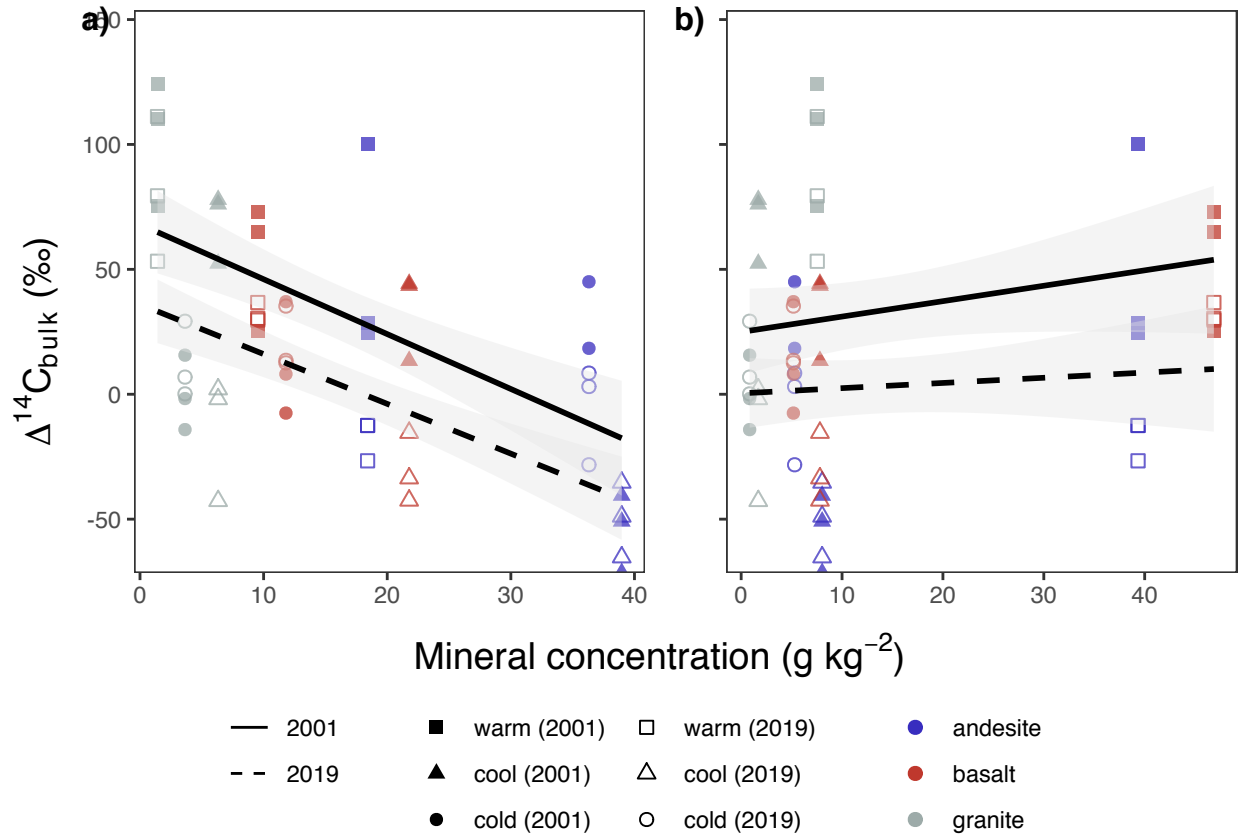 a)
b)
150
100
50
0
-50
Δ¹⁴C_bulk (‰)
0 10 20 30 40
0 10 20 30 40
Mineral concentration (g kg⁻²)
2001 warm (2001) warm (2019) andesite
2019 cool (2001) cool (2019) basalt
cold (2001) cold (2019) granite